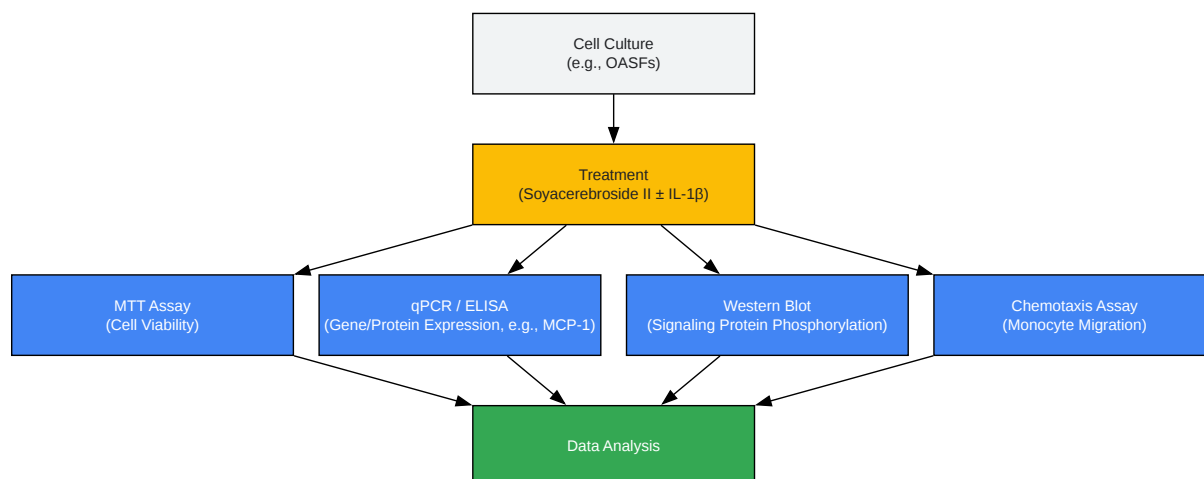 Cell Culture
(e.g., OASFs)
Treatment
(Soyacerebroside II ± IL-1β)
MTT Assay
(Cell Viability)
qPCR / ELISA
(Gene/Protein Expression, e.g., MCP-1)
Western Blot
(Signaling Protein Phosphorylation)
Chemotaxis Assay
(Monocyte Migration)
Data Analysis